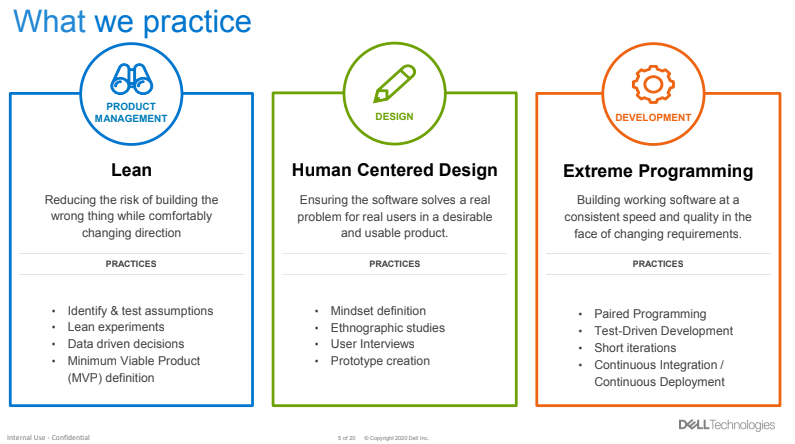 What we practice
PRODUCT
MANAGEMENT
Lean
Reducing the risk of building the
wrong thing while comfortably
changing direction
PRACTICES
• Identify & test assumptions
• Lean experiments
• Data driven decisions
• Minimum Viable Product
(MVP) definition
DESIGN
Human Centered Design
Ensuring the software solves a real
problem for real users in a desirable
and usable product.
PRACTICES
• Mindset definition
• Ethnographic studies
• User Interviews
• Prototype creation
DEVELOPMENT
Extreme Programming
Building working software at a
consistent speed and quality in the
face of changing requirements.
PRACTICES
• Paired Programming
• Test-Driven Development
• Short iterations
• Continuous Integration /
Continuous Deployment
DELLTechnologies
Internal Use - Confidential
5 of 20 © Copyright 2020 Dell Inc.